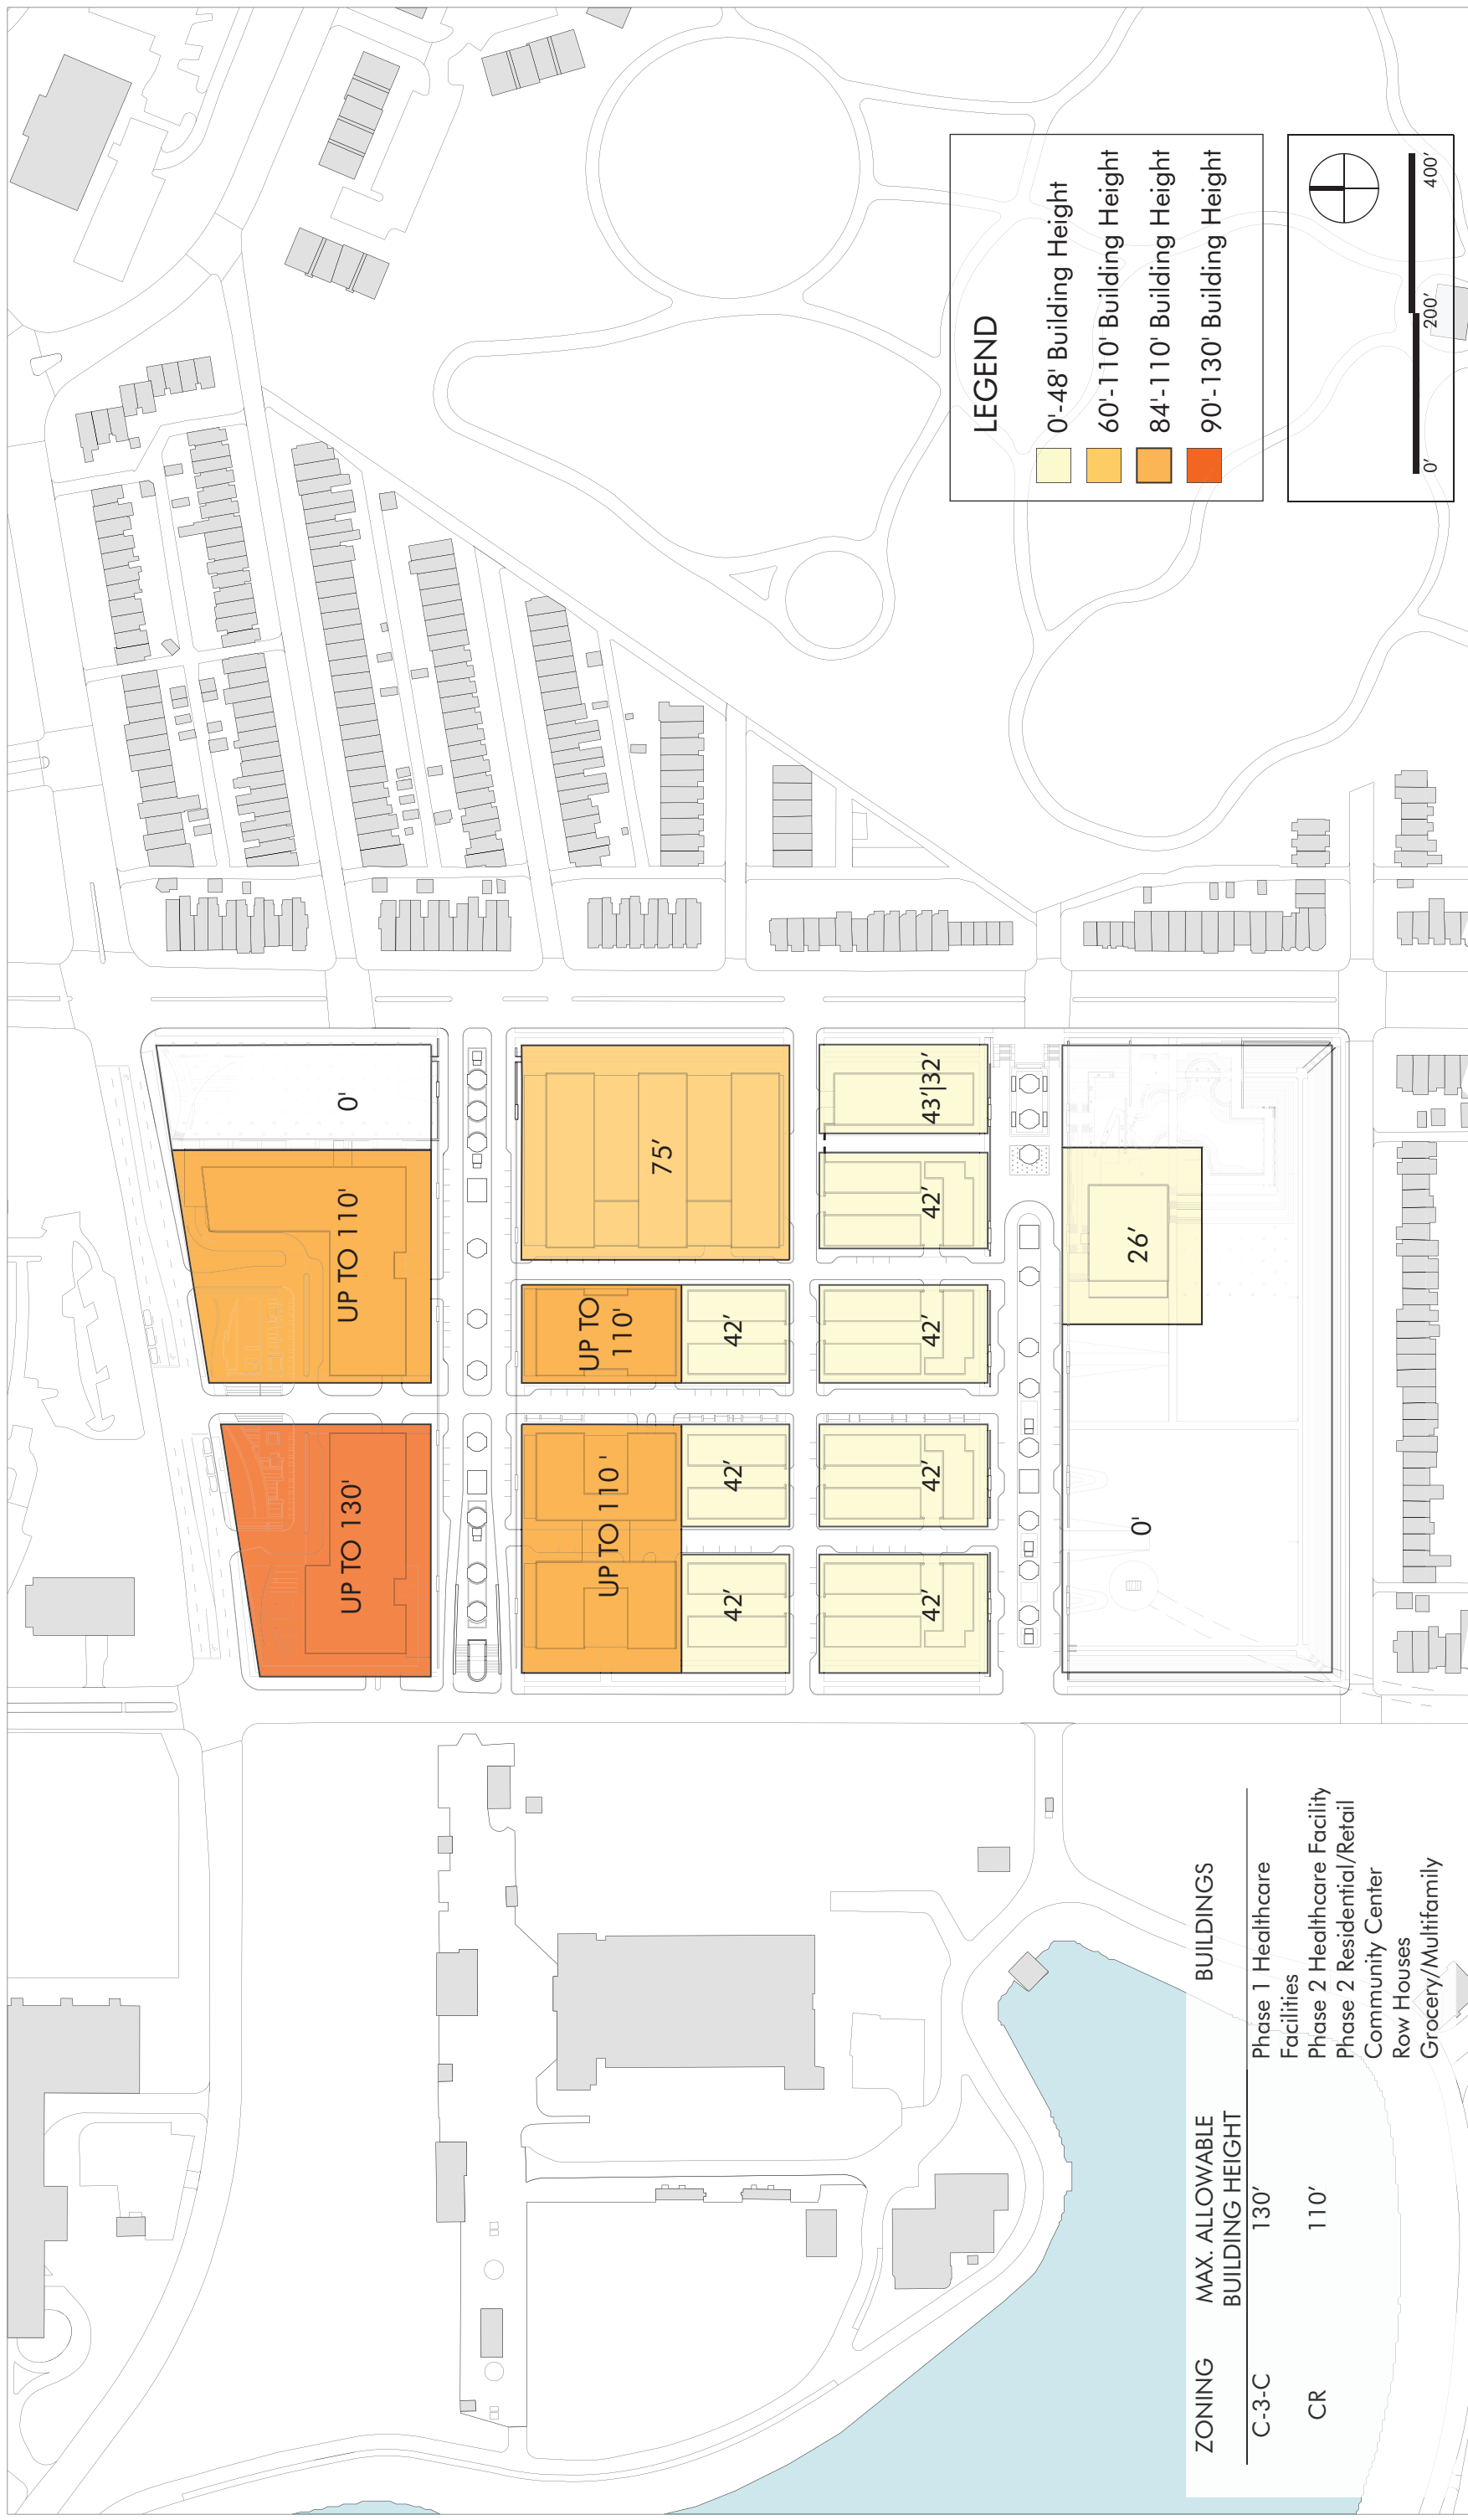 UP TO 130'
UP TO 110'
0'
UP TO 110 '
UP TO
110'
75'
42'
42'
42'
42'
42'
42'
42'
43'|32'
0'
26'
LEGEND
0'-48' Building Height
60'-110' Building Height
84'-110' Building Height
90'-130' Building Height
0'
200'
400'
ZONING
MAX. ALLOWABLE
BUILDING HEIGHT
BUILDINGS
C-3-C
130'
Phase 1 Healthcare
Facilities
CR
110'
Phase 2 Healthcare Facility
Phase 2 Residential/Retail
Community Center
Row Houses
Grocery/Multifamily